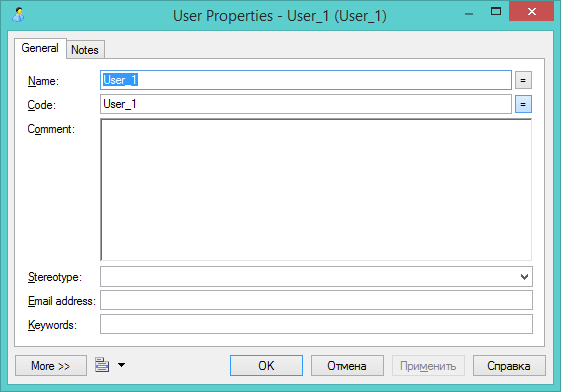 User Properties - User_1 (User_1)
General Notes
Name: User_1 =
Code: User_1 =
Comment:
Stereotype:
Email address:
Keywords:
More >> OK Отмена Применить Справка